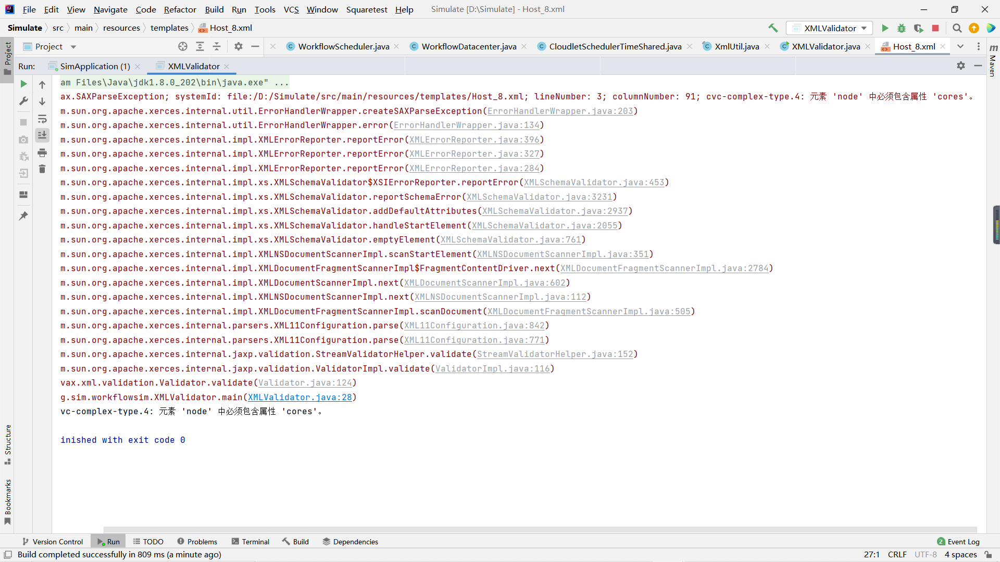 File Edit View Navigate Code Refactor Build Run Tools VCS Window Squaretest Help Simulate [D:\Simulate] - Host_8.xml
Simulate src main resources templates Host_8.xml XMLValidator
Project WorkflowScheduler.java WorkflowDatacenter.java CloudletSchedulerTimeShared.java XmlUtil.java XMLValidator.java Host_8.xml
Run: SimApplication (1) XMLValidator
am Files\Java\jdk1.8.0_202\bin\java.exe" ...
ax.SAXParseException; systemId: file:/D:/Simulate/src/main/resources/templates/Host_8.xml; lineNumber: 3; columnNumber: 91; cvc-complex-type.4: 元素 'node' 中必须包含属性 'cores'。
m.sun.org.apache.xerces.internal.util.ErrorHandlerWrapper.createSAXParseException(ErrorHandlerWrapper.java:203)
m.sun.org.apache.xerces.internal.util.ErrorHandlerWrapper.error(ErrorHandlerWrapper.java:134)
m.sun.org.apache.xerces.internal.impl.XMLErrorReporter.reportError(XMLErrorReporter.java:396)
m.sun.org.apache.xerces.internal.impl.XMLErrorReporter.reportError(XMLErrorReporter.java:327)
m.sun.org.apache.xerces.internal.impl.XMLErrorReporter.reportError(XMLErrorReporter.java:284)
m.sun.org.apache.xerces.internal.impl.xs.XMLSchemaValidator$XSIErrorReporter.reportError(XMLSchemaValidator.java:453)
m.sun.org.apache.xerces.internal.impl.xs.XMLSchemaValidator.reportSchemaError(XMLSchemaValidator.java:3231)
m.sun.org.apache.xerces.internal.impl.xs.XMLSchemaValidator.addDefaultAttributes(XMLSchemaValidator.java:2937)
m.sun.org.apache.xerces.internal.impl.xs.XMLSchemaValidator.handleStartElement(XMLSchemaValidator.java:2055)
m.sun.org.apache.xerces.internal.impl.xs.XMLSchemaValidator.emptyElement(XMLSchemaValidator.java:761)
m.sun.org.apache.xerces.internal.impl.XMLNSDocumentScannerImpl.scanStartElement(XMLNSDocumentScannerImpl.java:351)
m.sun.org.apache.xerces.internal.impl.XMLDocumentFragmentScannerImpl$FragmentContentDriver.next(XMLDocumentFragmentScannerImpl.java:2784)
m.sun.org.apache.xerces.internal.impl.XMLDocumentScannerImpl.next(XMLDocumentScannerImpl.java:602)
m.sun.org.apache.xerces.internal.impl.XMLNSDocumentScannerImpl.next(XMLNSDocumentScannerImpl.java:112)
m.sun.org.apache.xerces.internal.impl.XMLDocumentFragmentScannerImpl.scanDocument(XMLDocumentFragmentScannerImpl.java:505)
m.sun.org.apache.xerces.internal.parsers.XML11Configuration.parse(XML11Configuration.java:842)
m.sun.org.apache.xerces.internal.parsers.XML11Configuration.parse(XML11Configuration.java:771)
m.sun.org.apache.xerces.internal.jaxp.validation.StreamValidatorHelper.validate(StreamValidatorHelper.java:152)
m.sun.org.apache.xerces.internal.jaxp.validation.ValidatorImpl.validate(ValidatorImpl.java:116)
vax.xml.validation.Validator.validate(Validator.java:124)
g.sim.workflowsim.XMLValidator.main(XMLValidator.java:28)
vc-complex-type.4: 元素 'node' 中必须包含属性 'cores'。
inished with exit code 0
Project
Structure
Bookmarks
Maven
Version Control Run TODO Problems Terminal Build Dependencies 2 Event Log
Build completed successfully in 809 ms (a minute ago) 27:1 CRLF UTF-8 4 spaces